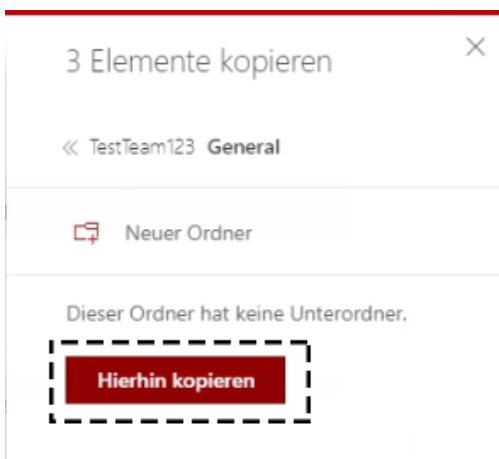 3 Elemente kopieren
« TestTeam123 General
Neuer Ordner
Dieser Ordner hat keine Unterordner.
Hierhin kopieren